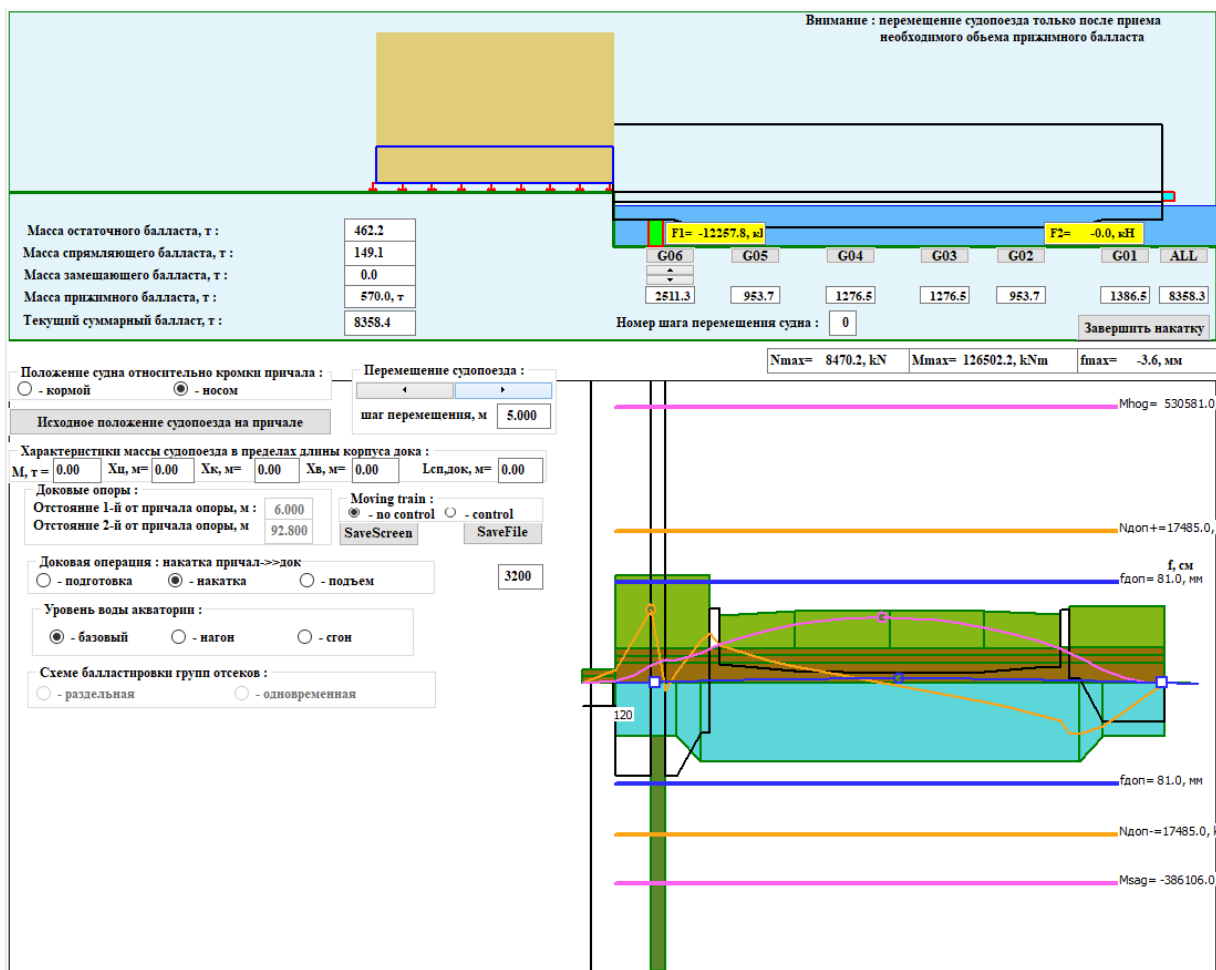 Внимание : перемещение судопоезда только после приема
необходимого обьема прижимного балласта
Масса остаточного балласта, т : 462.2
Масса спрямляющего балласта, т : 149.1
Масса замещающего балласта, т : 0.0
Масса прижимного балласта, т : 570.0, т
Текущий суммарный балласт, т : 8358.4
F1= -12257.8, кl
F2= -0.0, кН
G06 G05 G04 G03 G02 G01 ALL
2511.3 953.7 1276.5 1276.5 953.7 1386.5 8358.3
Номер шага перемещения судна : 0
Завершить накатку
Nmax= 8470.2, kN Mmax= 126502.2, kNm fmax= -3.6, мм
Положение судна относительно кромки причала :
- кормой - носом
Перемещение судопоезда :
шаг перемещения, м 5.000
Исходное положение судопоезда на причале
Характеристики массы судопоезда в пределах длины корпуса дока :
М, т = 0.00 Хц, м= 0.00 Хк, м= 0.00 Хв, м= 0.00 Lсп,док, м= 0.00
Доковые опоры :
Отстояние 1-й от причала опоры, м : 6.000
Отстояние 2-й от причала опоры, м 92.800
Moving train :
- no control - control
SaveScreen SaveFile
Доковая операция : накатка причал->>док
- подготовка - накатка - подъем
3200
Уровень воды акватории :
- базовый - нагон - сгон
Схеме балластировки групп отсеков :
- раздельная - одновременная
Mhog= 530581.0
Nдоп+=17485.0,
f, см
fдоп= 81.0, мм
120
fдоп= 81.0, мм
Nдоп-=17485.0,
Msag= -386106.0